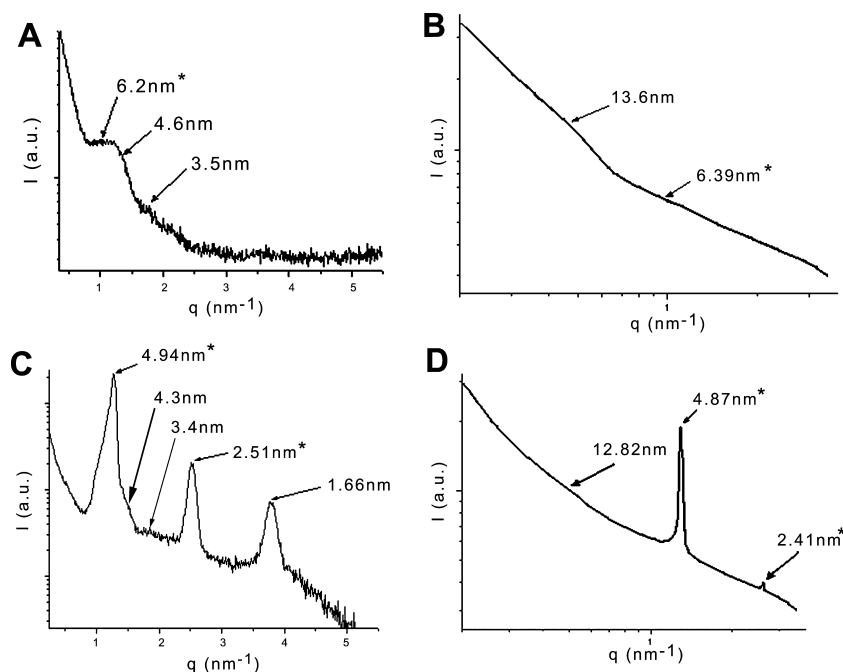 A
6.2nm*
4.6nm
3.5nm
I (a.u.)
1 2 3 4 5
q (nm-1)
B
13.6nm
6.39nm*
I (a.u.)
1
q (nm-1)
C
4.94nm*
4.3nm
3.4nm
2.51nm*
1.66nm
I (a.u.)
1 2 3 4 5
q (nm-1)
D
4.87nm*
12.82nm
2.41nm*
I (a.u.)
1
q (nm-1)